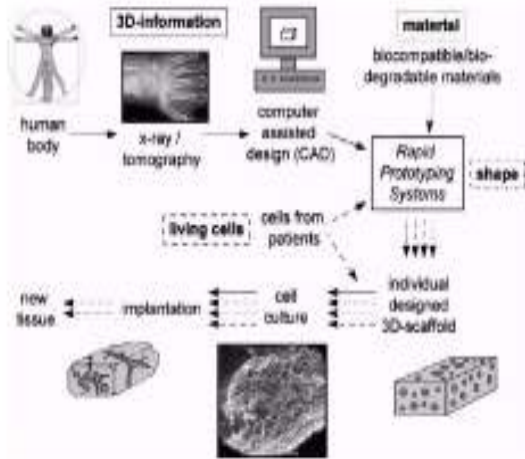 3D-information
material
biocompatible/bio-
degradable materials
human
body
x-ray /
tomography
computer
assisted
design (CAD)
Rapid
Prototyping
Systems
shape
living cells
cells from
patients
new
tissue
implantation
cell
culture
individual
designed
3D-scaffold